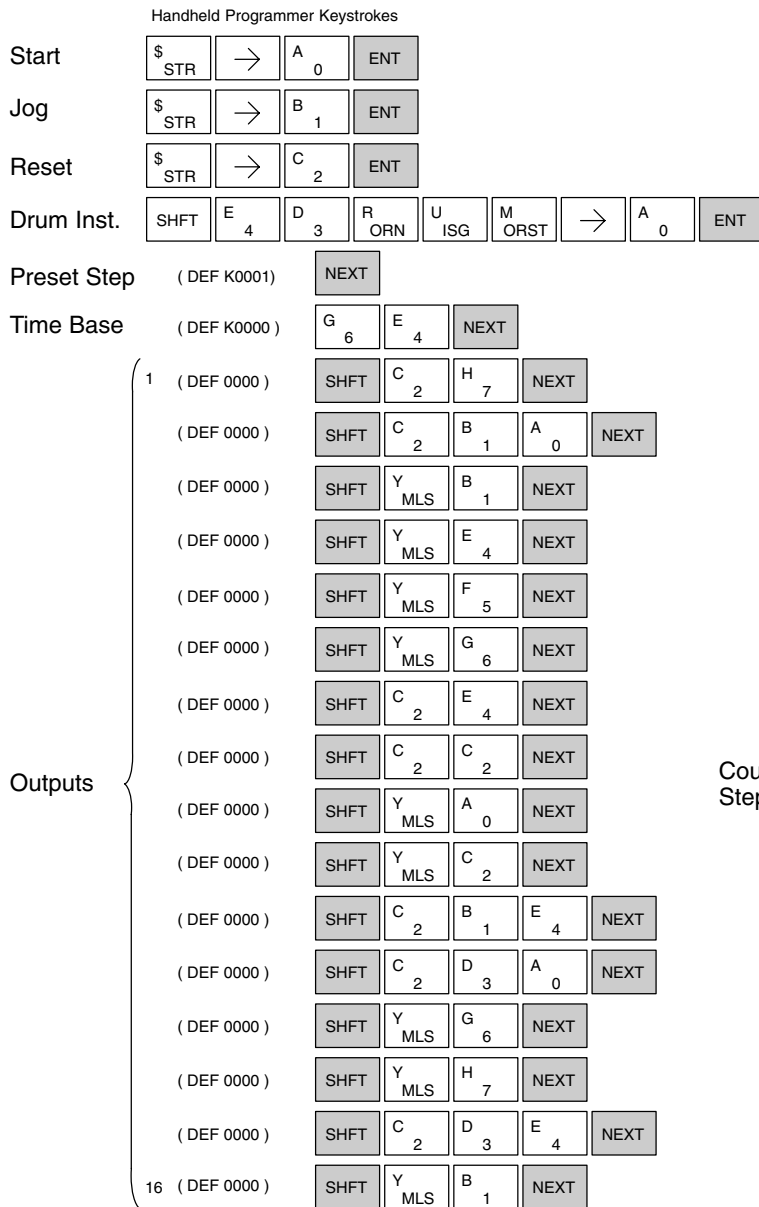 Handheld Programmer Keystrokes
Start $ STR → A 0 ENT
Jog $ STR → B 1 ENT
Reset $ STR → C 2 ENT
Drum Inst. SHFT E 4 D 3 R ORN U ISG M ORST → A 0 ENT
Preset Step ( DEF K0001) NEXT
Time Base ( DEF K0000 ) G 6 E 4 NEXT
1 ( DEF 0000 ) SHFT C 2 H 7 NEXT
( DEF 0000 ) SHFT C 2 B 1 A 0 NEXT
( DEF 0000 ) SHFT Y MLS B 1 NEXT
( DEF 0000 ) SHFT Y MLS E 4 NEXT
( DEF 0000 ) SHFT Y MLS F 5 NEXT
( DEF 0000 ) SHFT Y MLS G 6 NEXT
( DEF 0000 ) SHFT C 2 E 4 NEXT
( DEF 0000 ) SHFT C 2 C 2 NEXT
Outputs
Cou
Step
( DEF 0000 ) SHFT Y MLS A 0 NEXT
( DEF 0000 ) SHFT Y MLS C 2 NEXT
( DEF 0000 ) SHFT C 2 B 1 E 4 NEXT
( DEF 0000 ) SHFT C 2 D 3 A 0 NEXT
( DEF 0000 ) SHFT Y MLS G 6 NEXT
( DEF 0000 ) SHFT Y MLS H 7 NEXT
( DEF 0000 ) SHFT C 2 D 3 E 4 NEXT
16 ( DEF 0000 ) SHFT Y MLS B 1 NEXT